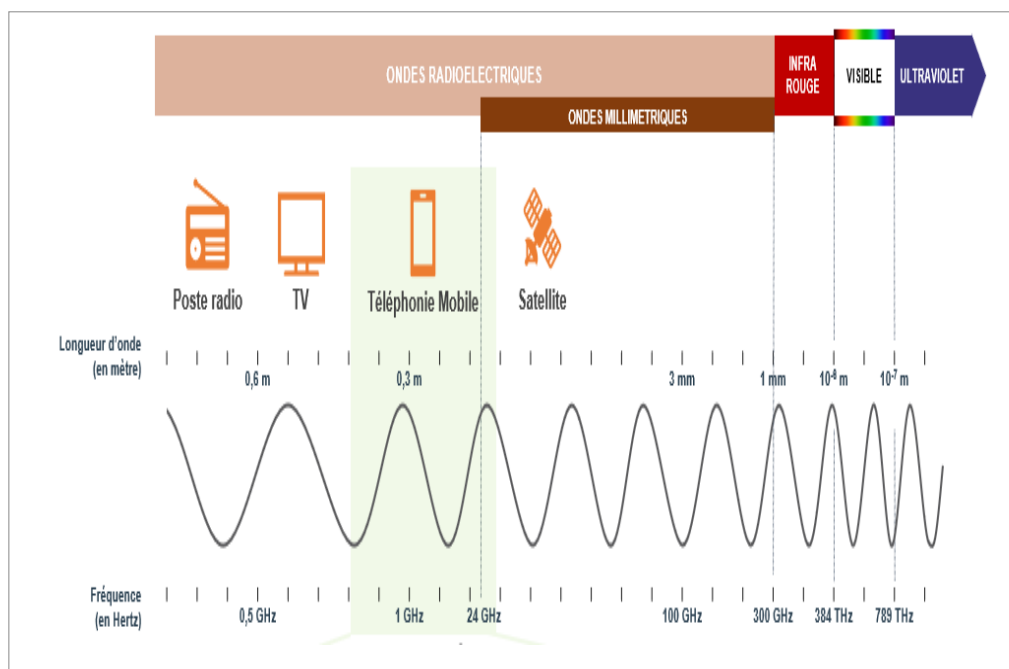 ONDES RADIOELECTRIQUES
INFRA
ROUGE
VISIBLE
ULTRAVIOLET
ONDES MILLIMETRIQUES
Poste radio
TV
Téléphonie Mobile
Satellite
Longueur d'onde
(en mètre)
0,6 m
0,3 m
3 mm
1 mm
10-6 m
10-7 m
Fréquence
(en Hertz)
0,5 GHz
1 GHz
24 GHz
100 GHz
300 GHz
384 THz
789 THz